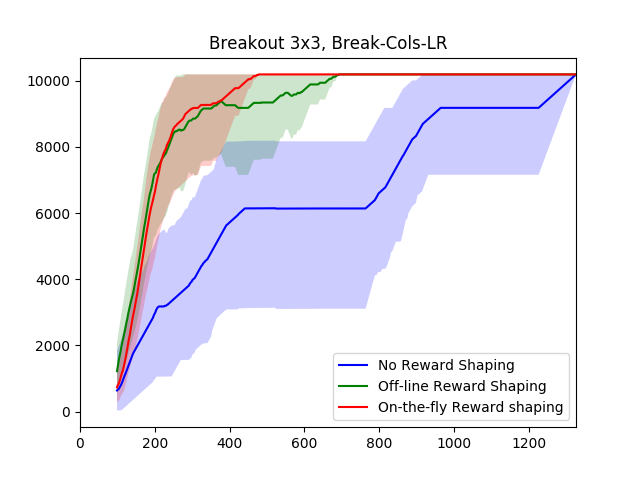 Breakout 3x3, Break-Cols-LR
10000
8000
6000
4000
2000
0
No Reward Shaping
Off-line Reward Shaping
On-the-fly Reward shaping
0 200 400 600 800 1000 1200